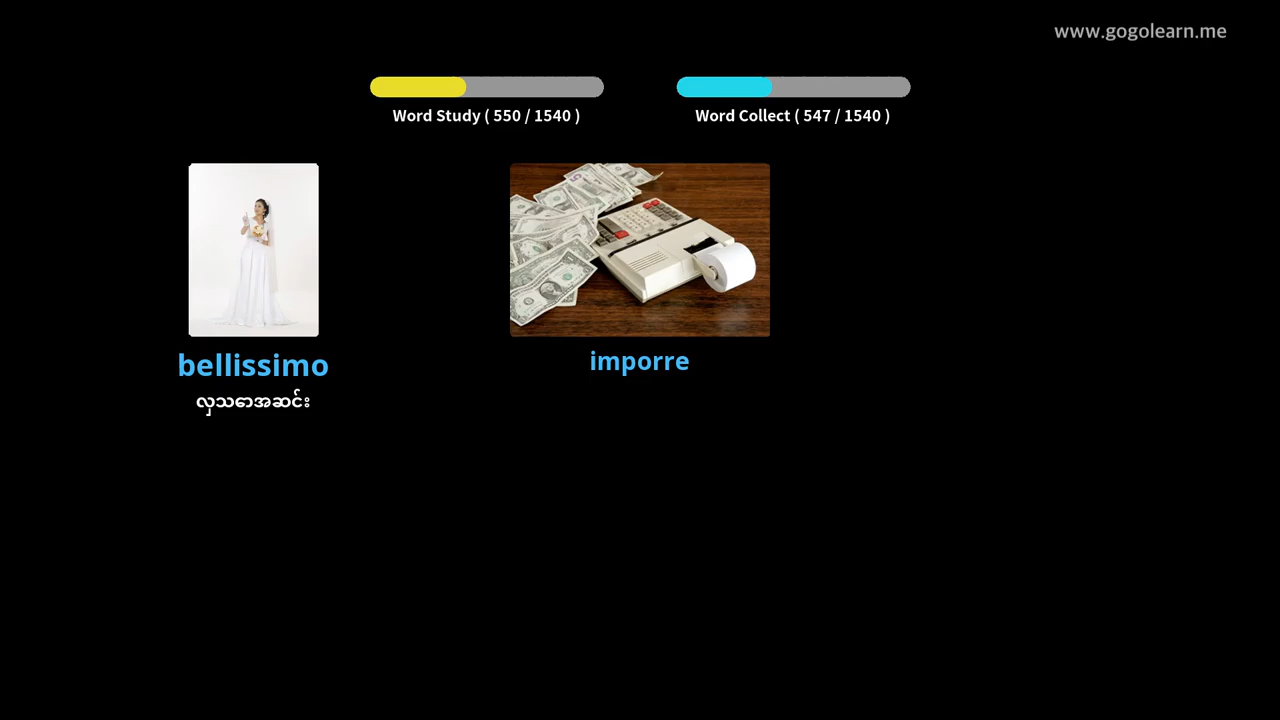 www.gogolearn.me
Word Study ( 550 / 1540 )
Word Collect ( 547 / 1540 )
bellissimo
လှသောအဆင်း
imporre